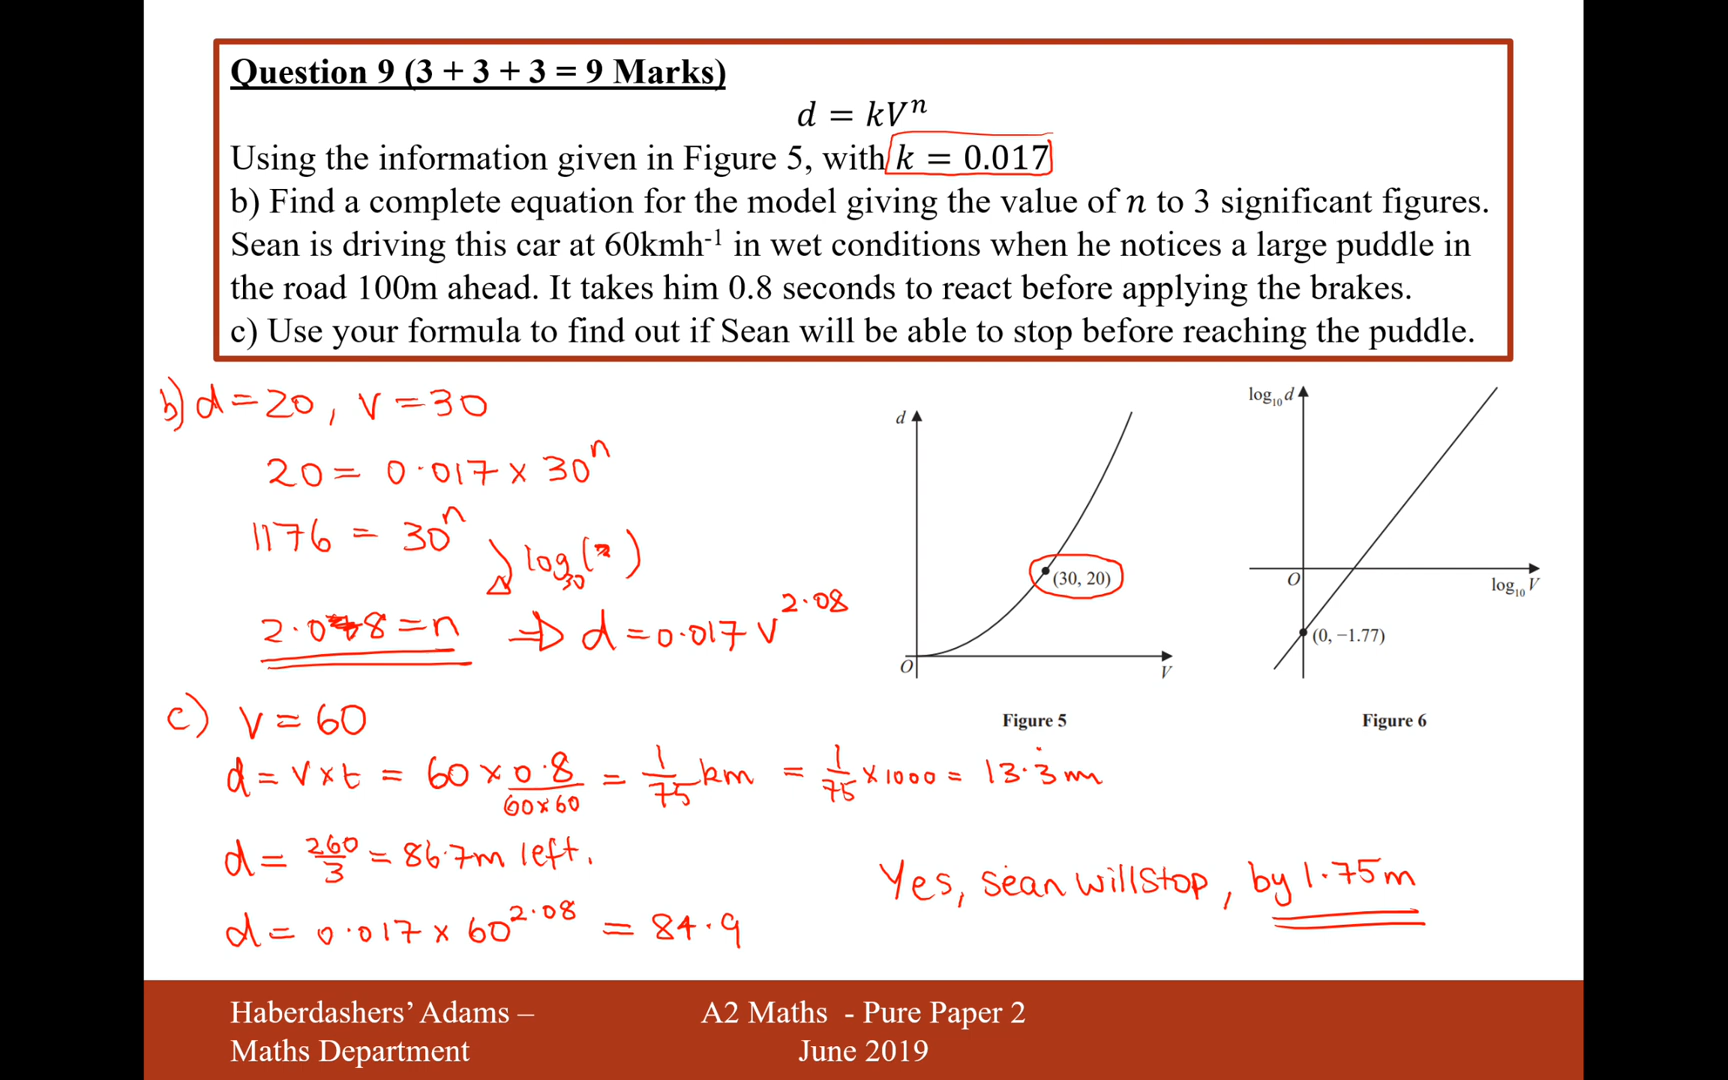 Question 9 (3 + 3 + 3 = 9 Marks)
d = kVⁿ
Using the information given in Figure 5, with k = 0.017
b) Find a complete equation for the model giving the value of n to 3 significant figures.
Sean is driving this car at 60kmh⁻¹ in wet conditions when he notices a large puddle in
the road 100m ahead. It takes him 0.8 seconds to react before applying the brakes.
c) Use your formula to find out if Sean will be able to stop before reaching the puddle.
b) d = 20, V = 30
20 = 0.017 × 30ⁿ
1176 = 30ⁿ
log₃₀( )
2.08 = n ⇒ d = 0.017 V^2.08
d
(30, 20)
O
V
Figure 5
log₁₀ d
O
log₁₀ V
(0, −1.77)
Figure 6
c) V = 60
d = V × t = 60 × 0.8/(60×60) = 1/75 km = 1/75 × 1000 = 13.3̇ m
d = 260/3 = 86.7m left.
d = 0.017 × 60^2.08 = 84.9
Yes, Sean will stop, by 1.75m
Haberdashers’ Adams –
Maths Department
A2 Maths - Pure Paper 2
June 2019